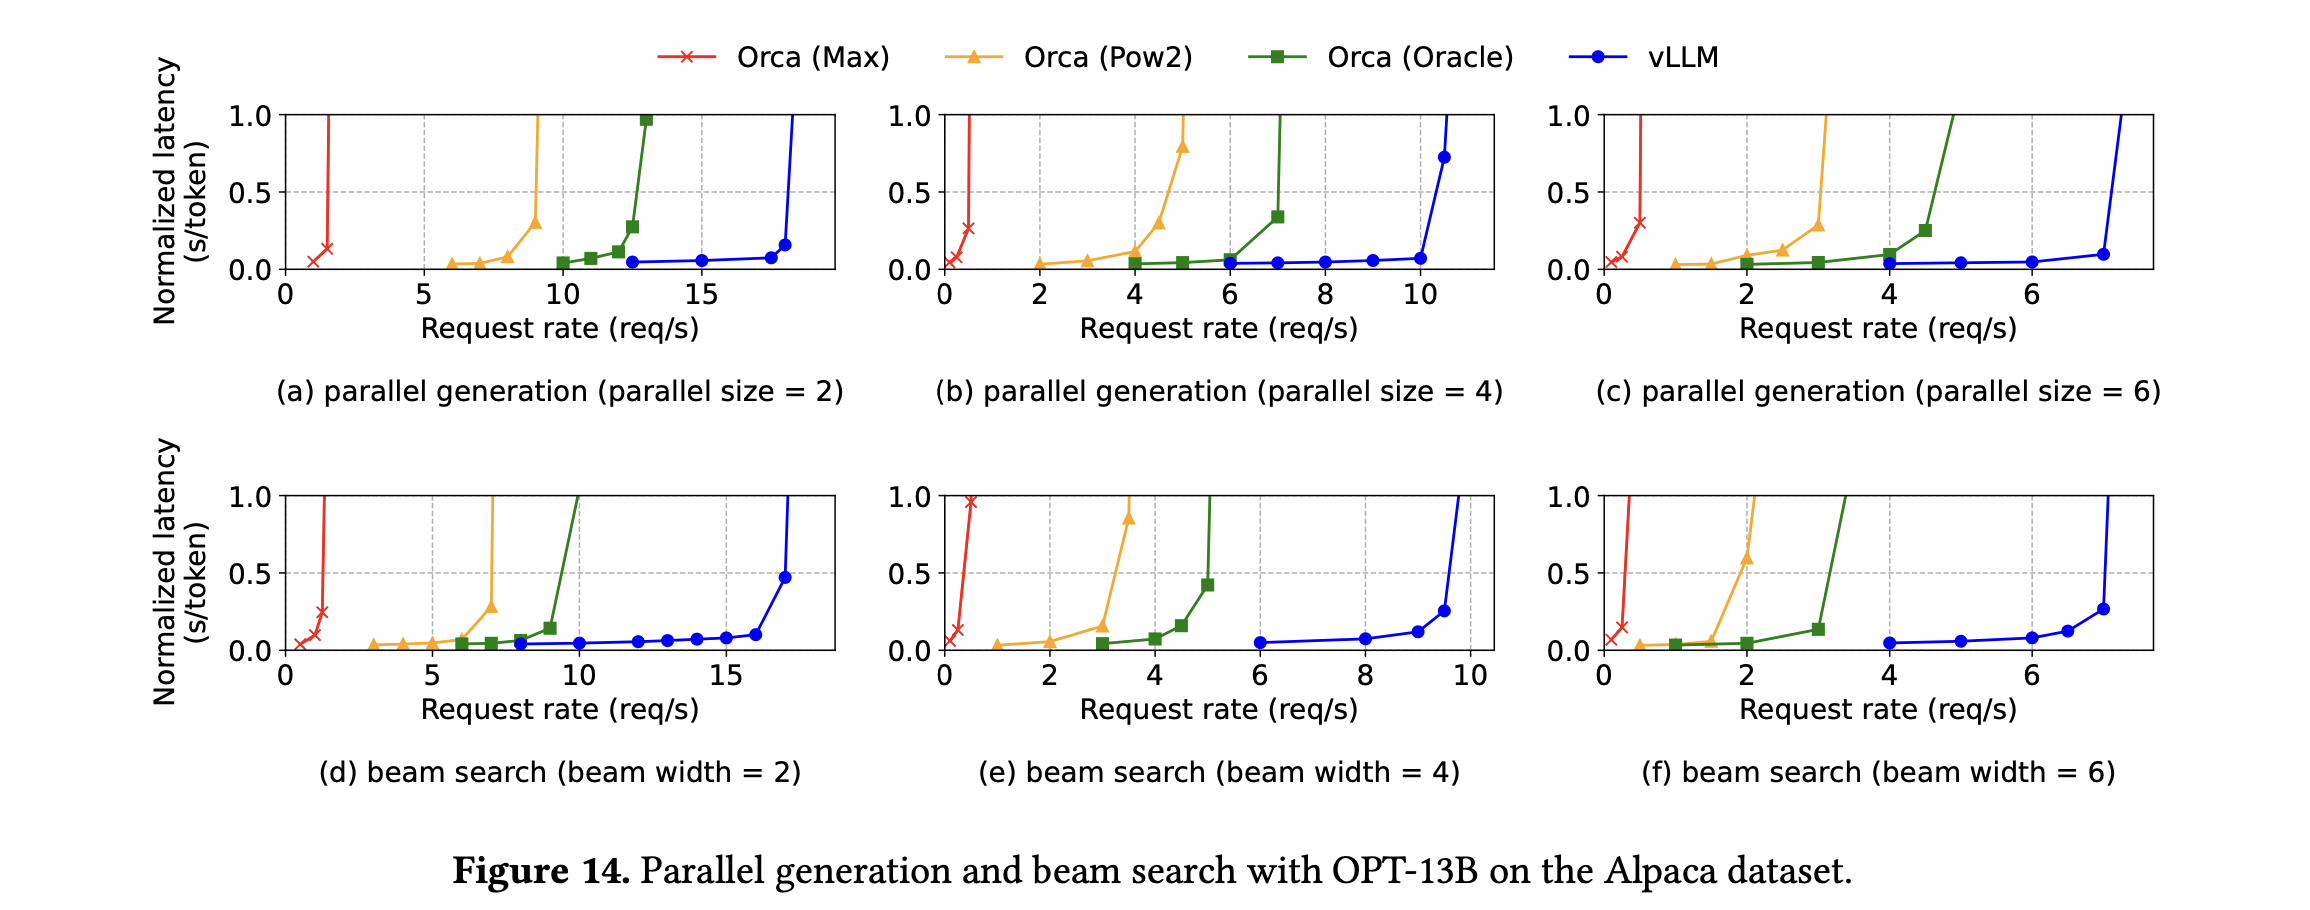 Orca (Max) Orca (Pow2) Orca (Oracle) vLLM
Normalized latency
(s/token)
1.0
0.5
0.0
0 5 10 15
Request rate (req/s)
(a) parallel generation (parallel size = 2)
1.0
0.5
0.0
0 2 4 6 8 10
Request rate (req/s)
(b) parallel generation (parallel size = 4)
1.0
0.5
0.0
0 2 4 6
Request rate (req/s)
(c) parallel generation (parallel size = 6)
Normalized latency
(s/token)
1.0
0.5
0.0
0 5 10 15
Request rate (req/s)
(d) beam search (beam width = 2)
1.0
0.5
0.0
0 2 4 6 8 10
Request rate (req/s)
(e) beam search (beam width = 4)
1.0
0.5
0.0
0 2 4 6
Request rate (req/s)
(f) beam search (beam width = 6)
Figure 14. Parallel generation and beam search with OPT-13B on the Alpaca dataset.